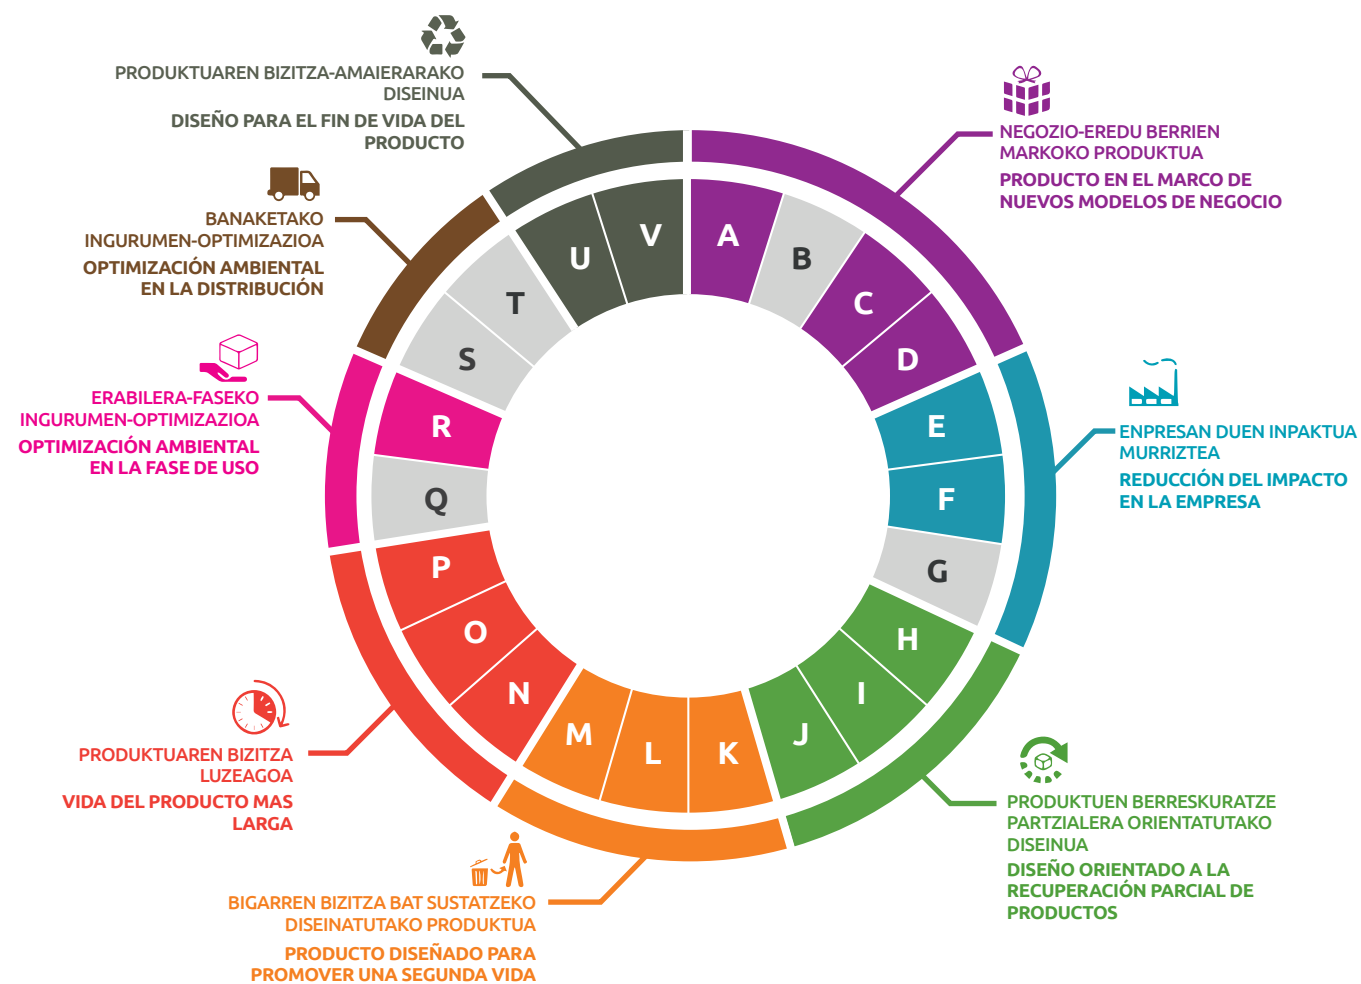 PRODUKTUAREN BIZITZA-AMAIERARAKO
DISEINUA
DISEÑO PARA EL FIN DE VIDA DEL
PRODUCTO
NEGOZIO-EREDU BERRIEN
MARKOKO PRODUKTUA
PRODUCTO EN EL MARCO DE
NUEVOS MODELOS DE NEGOCIO
BANAKETAKO
INGURUMEN-OPTIMIZAZIOA
OPTIMIZACIÓN AMBIENTAL
EN LA DISTRIBUCIÓN
ERABILERA-FASEKO
INGURUMEN-OPTIMIZAZIOA
OPTIMIZACIÓN AMBIENTAL
EN LA FASE DE USO
ENPRESAN DUEN INPAKTUA
MURRIZTEA
REDUCCIÓN DEL IMPACTO
EN LA EMPRESA
A
B
C
D
E
F
G
H
I
J
K
L
M
N
O
P
Q
R
S
T
U
V
PRODUKTUAREN BIZITZA
LUZEAGOA
VIDA DEL PRODUCTO MAS
LARGA
PRODUKTUEN BERRESKURATZE
PARTZIALERA ORIENTATUTAKO
DISEINUA
DISEÑO ORIENTADO A LA
RECUPERACIÓN PARCIAL DE
PRODUCTOS
BIGARREN BIZITZA BAT SUSTATZEKO
DISEINATUTAKO PRODUKTUA
PRODUCTO DISEÑADO PARA
PROMOVER UNA SEGUNDA VIDA